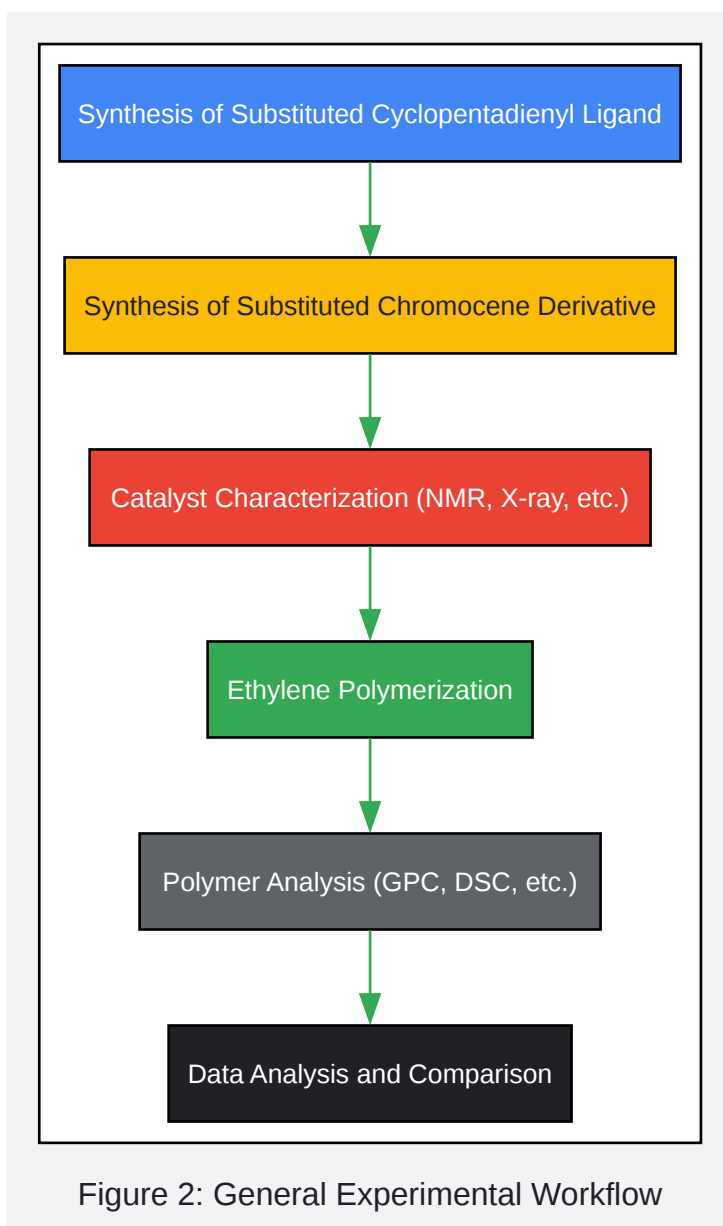 Synthesis of Substituted Cyclopentadienyl Ligand
Synthesis of Substituted Chromocene Derivative
Catalyst Characterization (NMR, X-ray, etc.)
Ethylene Polymerization
Polymer Analysis (GPC, DSC, etc.)
Data Analysis and Comparison
Figure 2: General Experimental Workflow